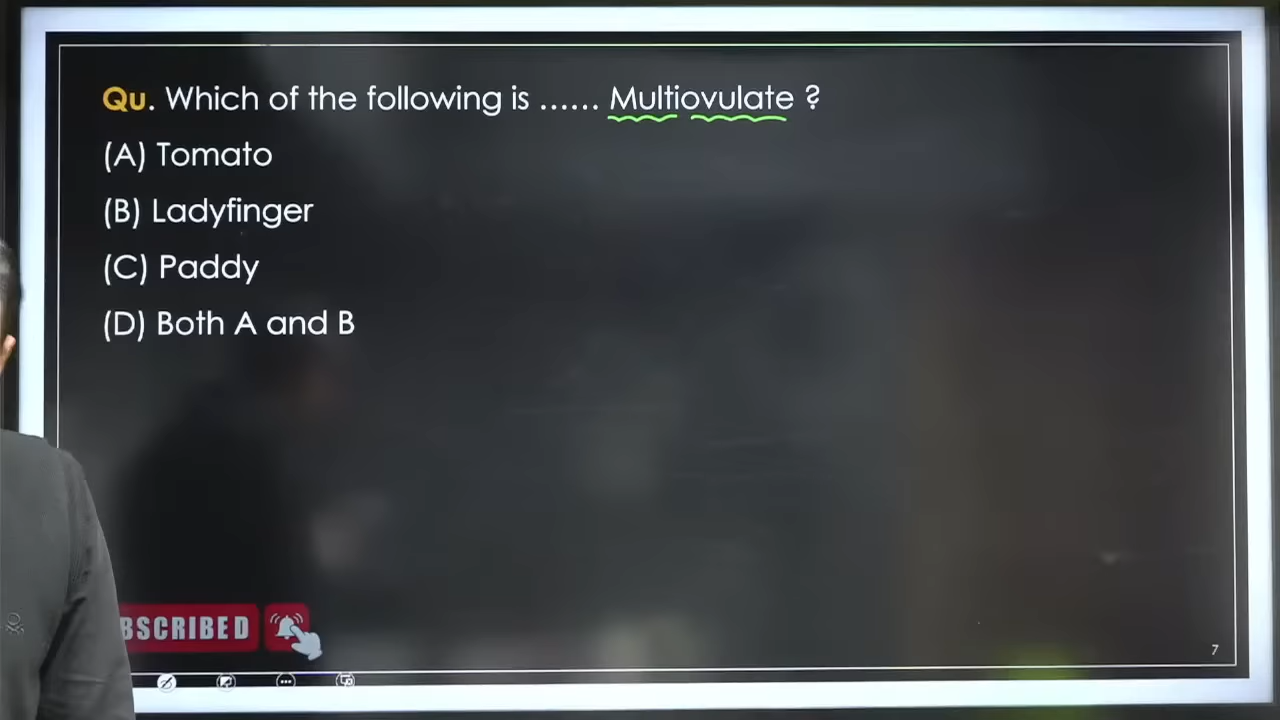 Qu. Which of the following is ...... Multiovulate ?
(A) Tomato
(B) Ladyfinger
(C) Paddy
(D) Both A and B
BSCRIBED
7